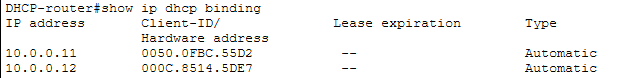 DHCP-router#show ip dhcp binding
IP address Client-ID/ Lease expiration Type
Hardware address
10.0.0.11 0050.0FBC.55D2 -- Automatic
10.0.0.12 000C.8514.5DE7 -- Automatic